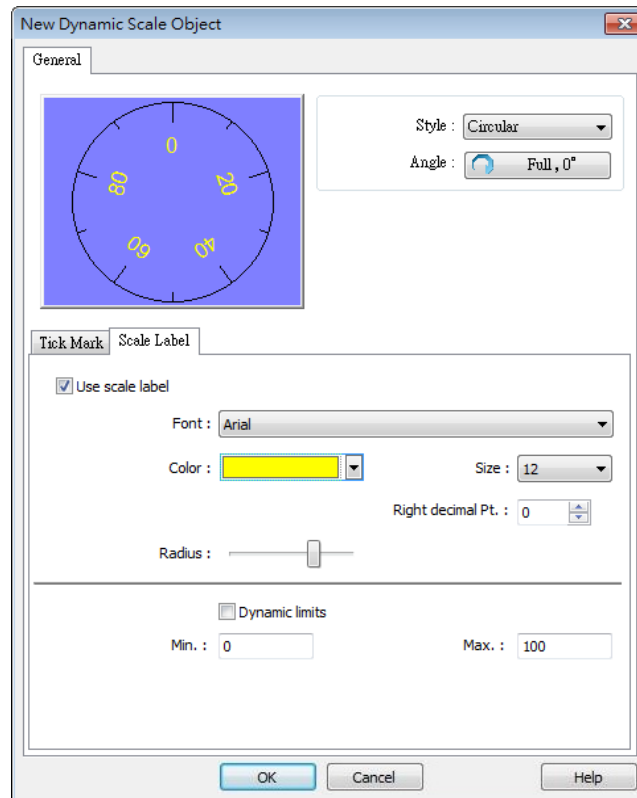 New Dynamic Scale Object
General
0
80
20
60
40
Style : Circular
Angle : Full , 0°
Tick Mark
Scale Label
Use scale label
Font : Arial
Color :
Size : 12
Right decimal Pt. : 0
Radius :
Dynamic limits
Min. : 0
Max. : 100
OK
Cancel
Help